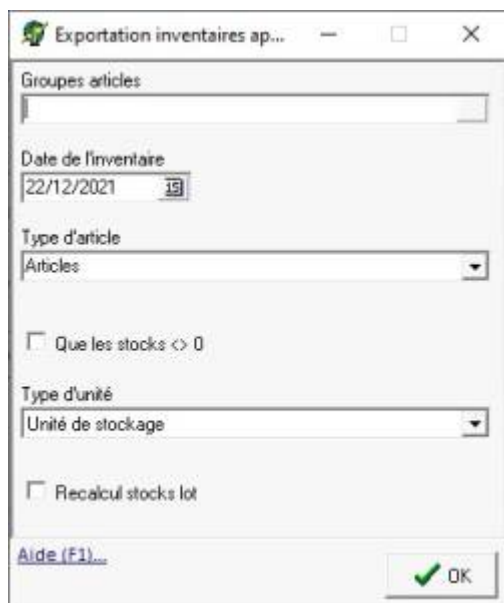 Exportation inventaires ap...
Groupes articles
Date de l'inventaire
22/12/2021
15
Type d'article
Articles
Que les stocks <> 0
Type d'unité
Unité de stockage
Recalcul stocks lot
Aide (F1)...
OK